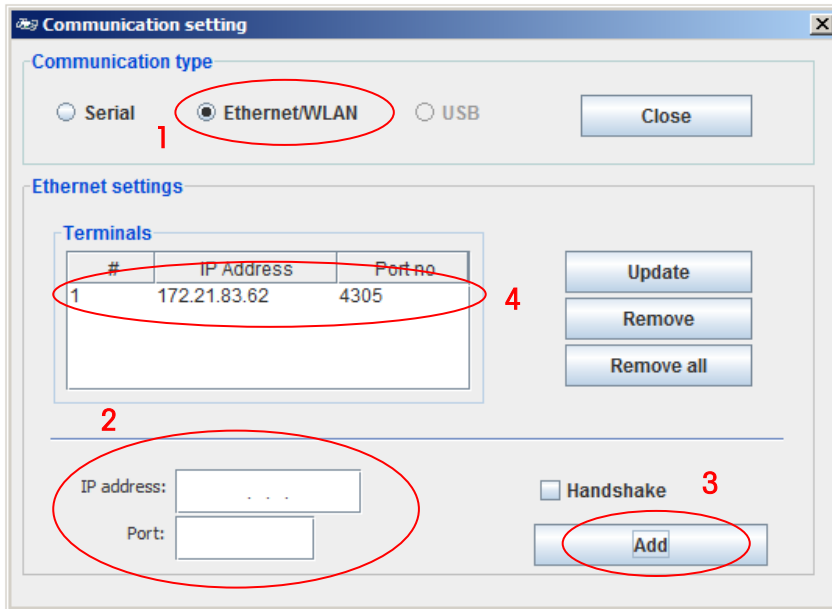 Communication setting
Communication type
Serial Ethernet/WLAN USB Close
1
Ethernet settings
Terminals
# IP Address Port no
1 172.21.83.62 4305
4
Update
Remove
Remove all
2
IP address: . . .
Port:
Handshake 3
Add